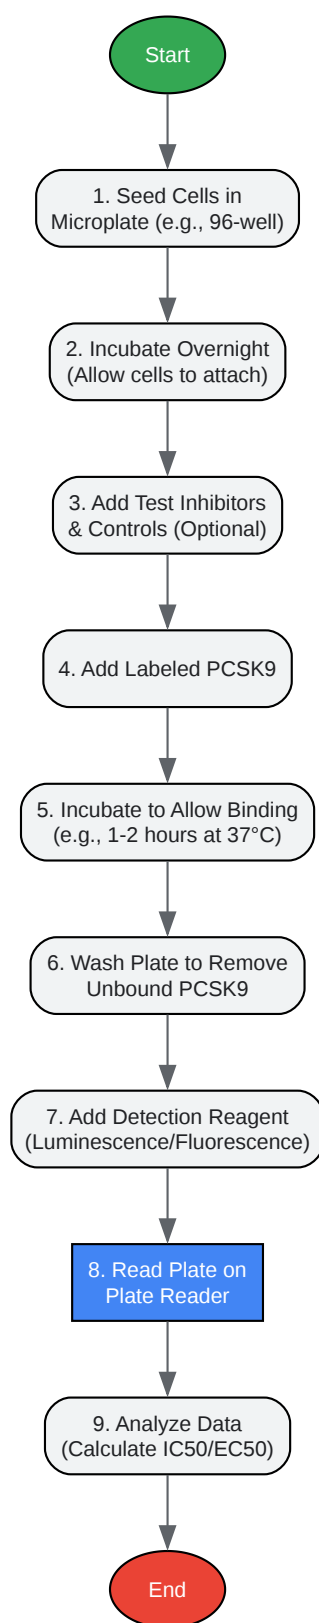 Start
1. Seed Cells in
Microplate (e.g., 96-well)
2. Incubate Overnight
(Allow cells to attach)
3. Add Test Inhibitors
& Controls (Optional)
4. Add Labeled PCSK9
5. Incubate to Allow Binding
(e.g., 1-2 hours at 37°C)
6. Wash Plate to Remove
Unbound PCSK9
7. Add Detection Reagent
(Luminescence/Fluorescence)
8. Read Plate on
Plate Reader
9. Analyze Data
(Calculate IC50/EC50)
End